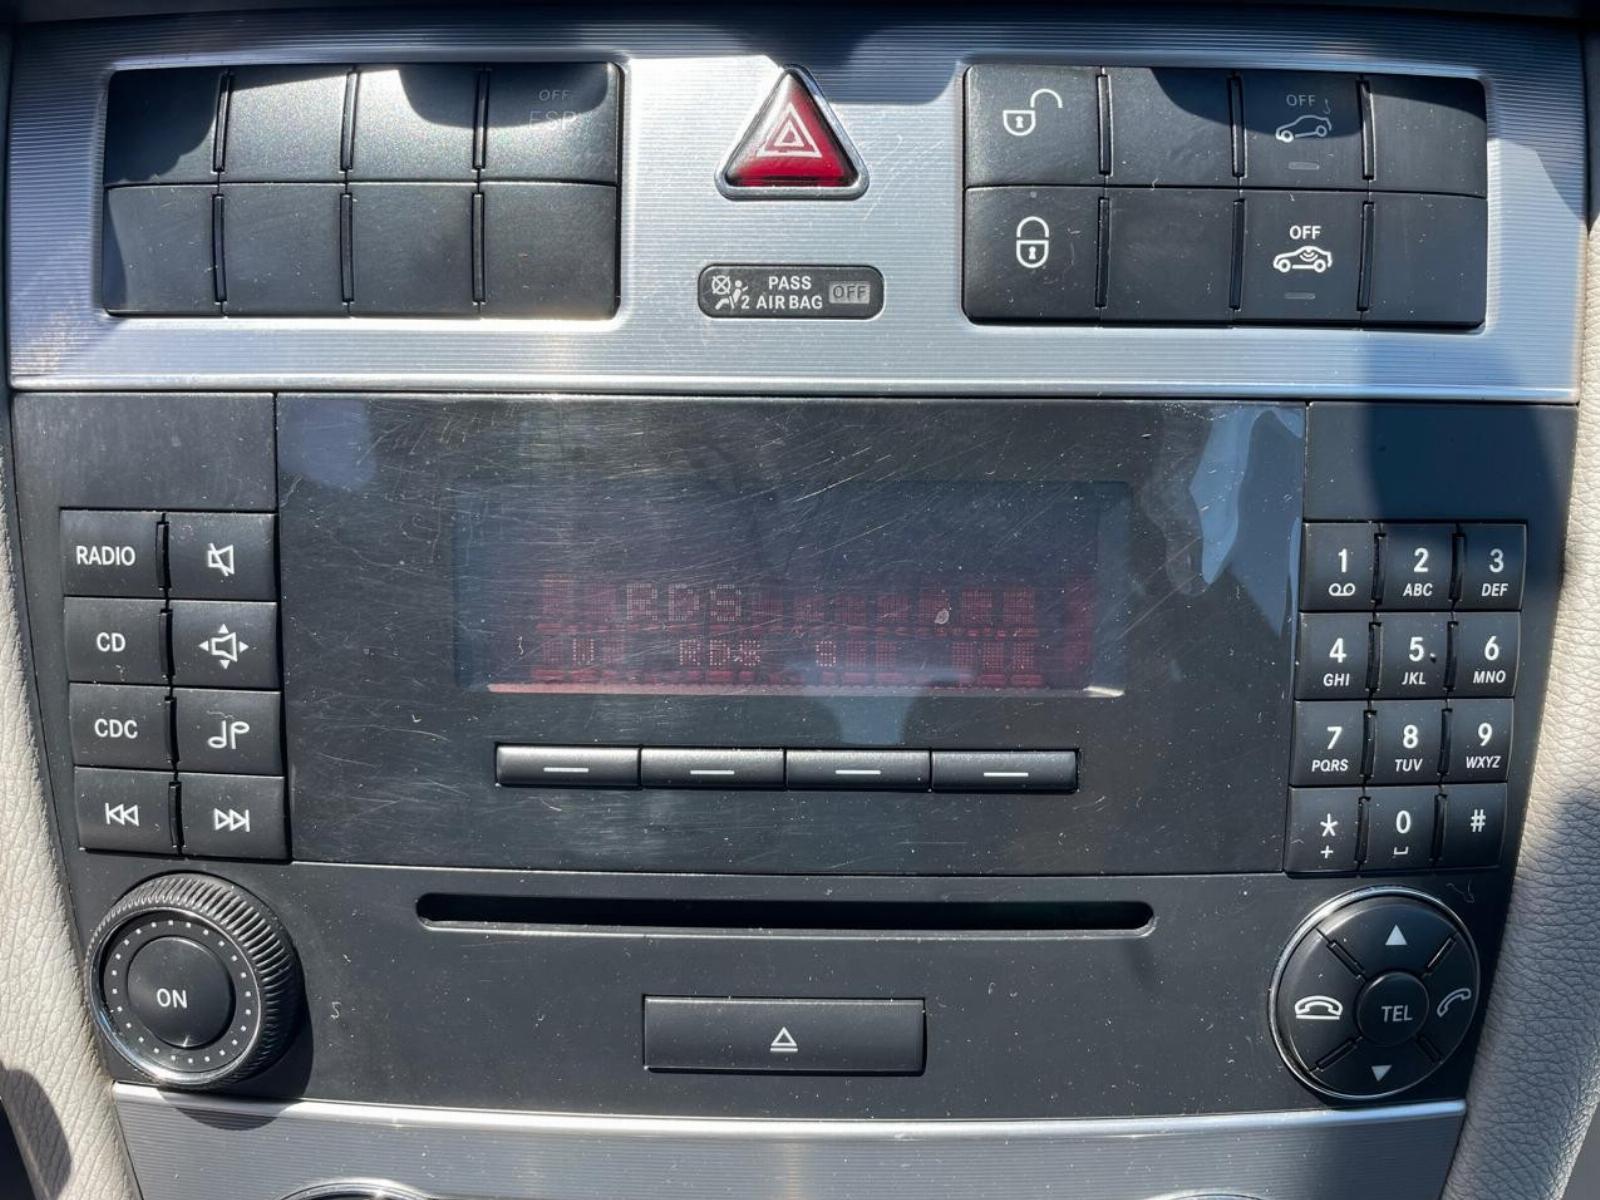 OFF
ESP
OFF
OFF
PASS
2 AIR BAG OFF
RADIO
CD
CDC
RDS
RDS
1
2 ABC
3 DEF
4 GHI
5 JKL
6 MNO
7 PQRS
8 TUV
9 WXYZ
*
+
0
#
ON
TEL